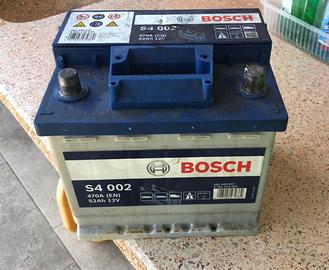 BOSCH
S4 002
470A (EN)
52Ah 12V
BOSCH
S4 002
470A (EN)
52Ah 12V